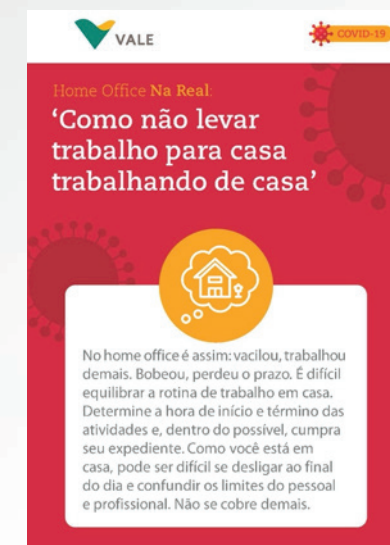 VALE
COVID-19
Home Office Na Real:
‘Como não levar
trabalho para casa
trabalhando de casa’
No home office é assim: vacilou, trabalhou
demais. Bobeou, perdeu o prazo. É difícil
equilibrar a rotina de trabalho em casa.
Determine a hora de início e término das
atividades e, dentro do possível, cumpra
seu expediente. Como você está em
casa, pode ser difícil se desligar ao final
do dia e confundir os limites do pessoal
e profissional. Não se cobre demais.